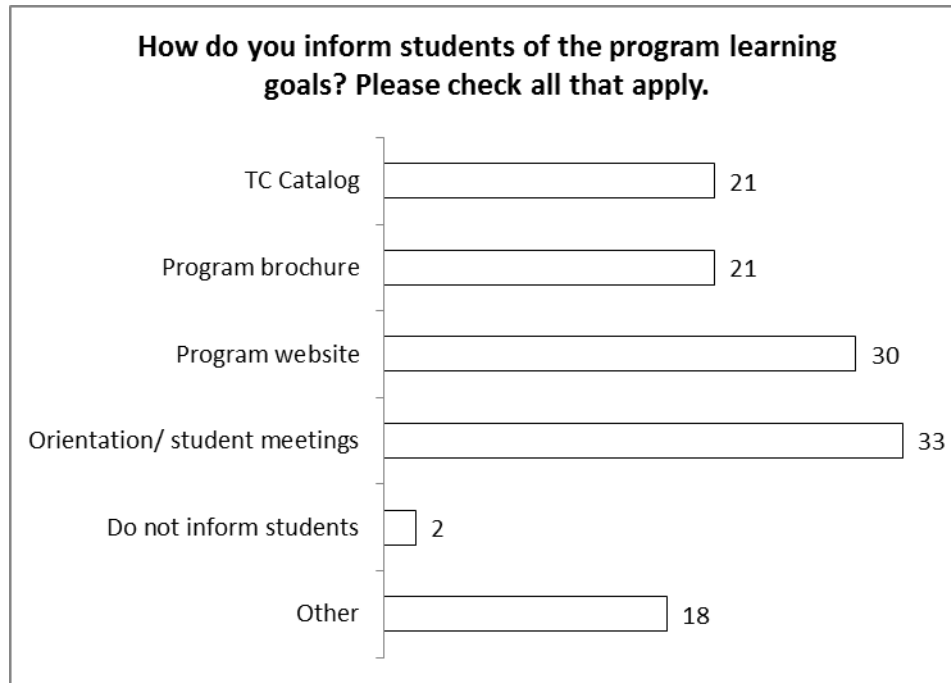 How do you inform students of the program learning
goals? Please check all that apply.
TC Catalog
21
Program brochure
21
Program website
30
Orientation/ student meetings
33
Do not inform students
2
Other
18